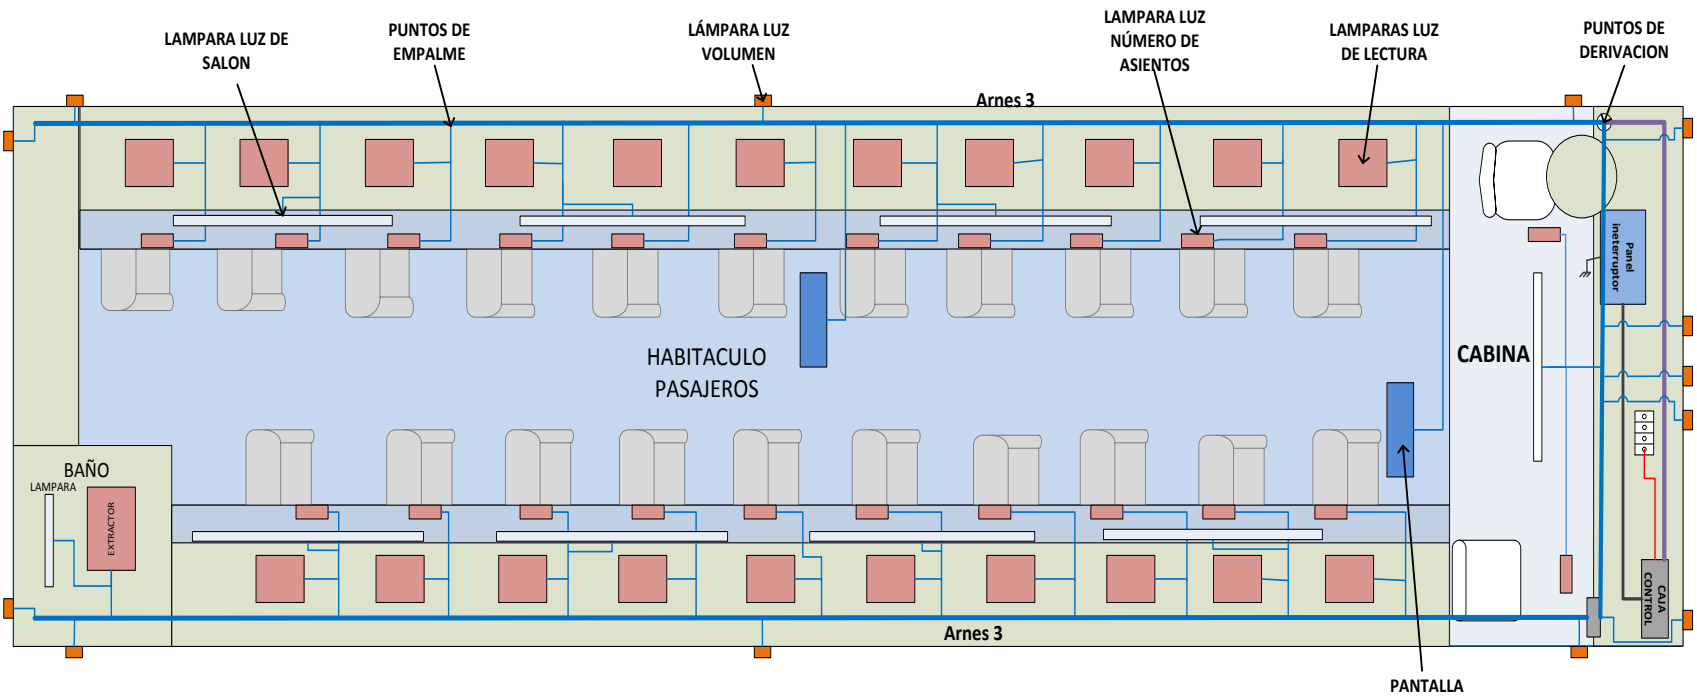 LAMPARA LUZ DE
SALON
PUNTOS DE
EMPALME
LÁMPARA LUZ
VOLUMEN
LAMPARA LUZ
NÚMERO DE
ASIENTOS
LAMPARAS LUZ
DE LECTURA
PUNTOS DE
DERIVACION
Arnes 3
Panel
ineterruptor
HABITACULO
PASAJEROS
CABINA
BAÑO
LAMPARA
EXTRACTOR
CAJA
CONTROL
Arnes 3
PANTALLA